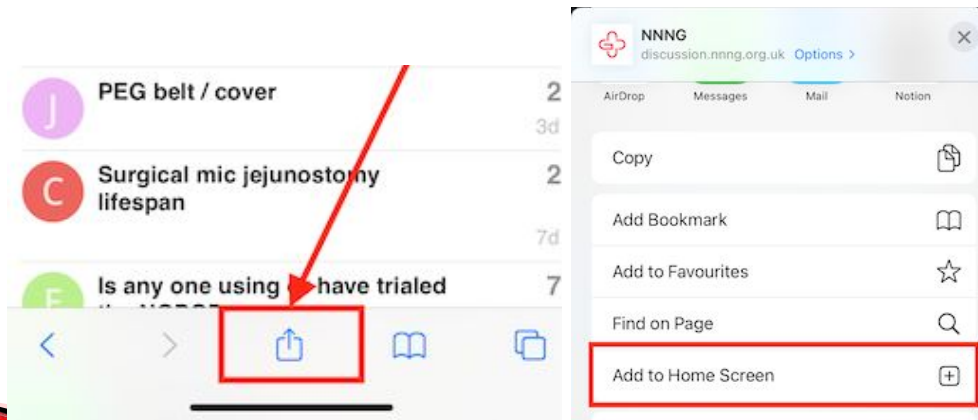 J
PEG belt / cover
2
3d
C
Surgical mic jejunostomy
lifespan
2
7d
Is any one using have trialed
7
NNNG
discussion.nnng.org.uk Options >
AirDrop Messages Mail Notion
Copy
Add Bookmark
Add to Favourites
Find on Page
Add to Home Screen